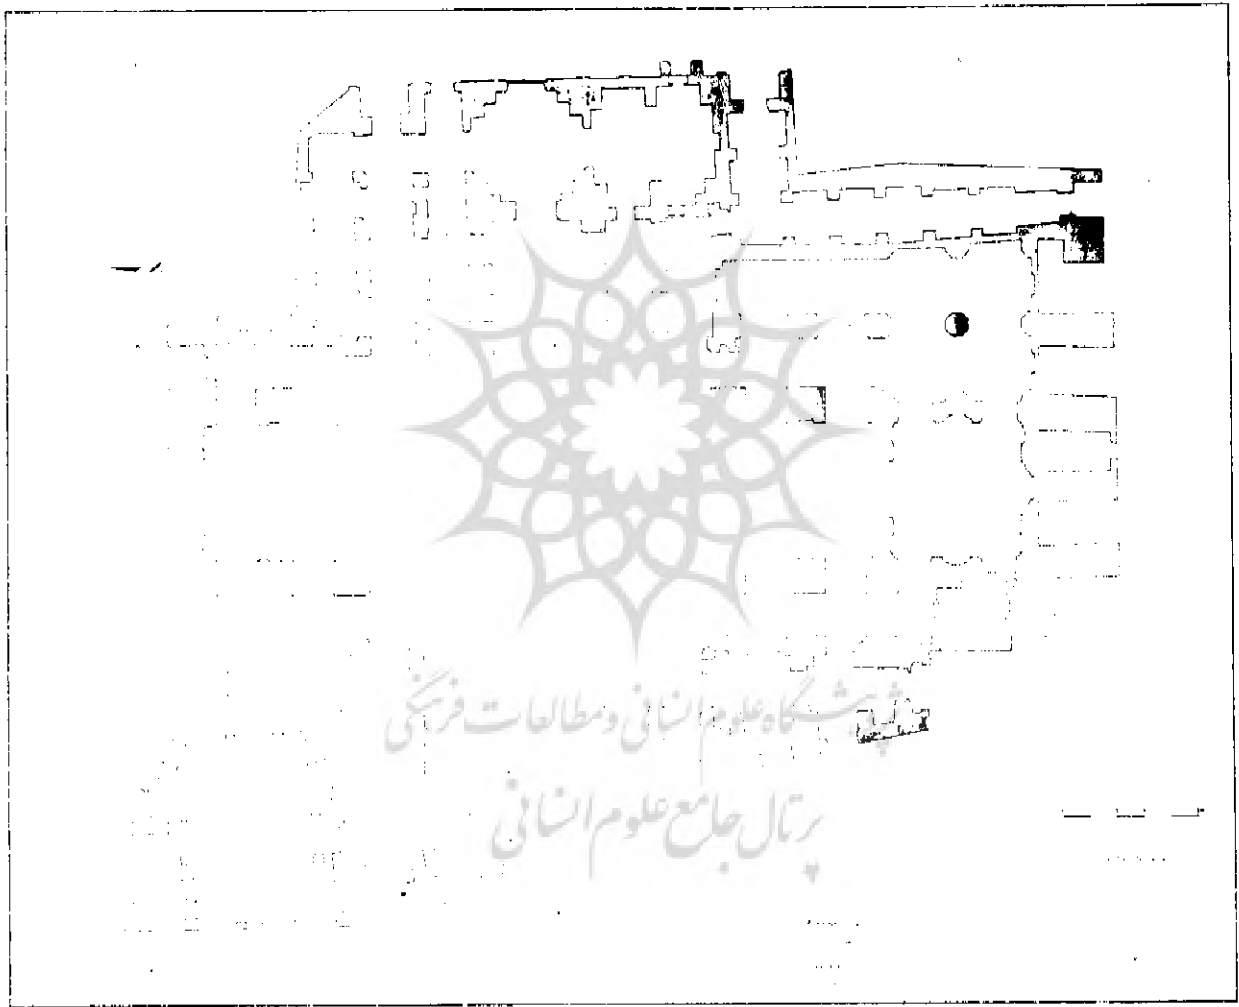 پژوهشگاه علوم انسانی و مطالعات فرهنگی
پرتال جامع علوم انسانی